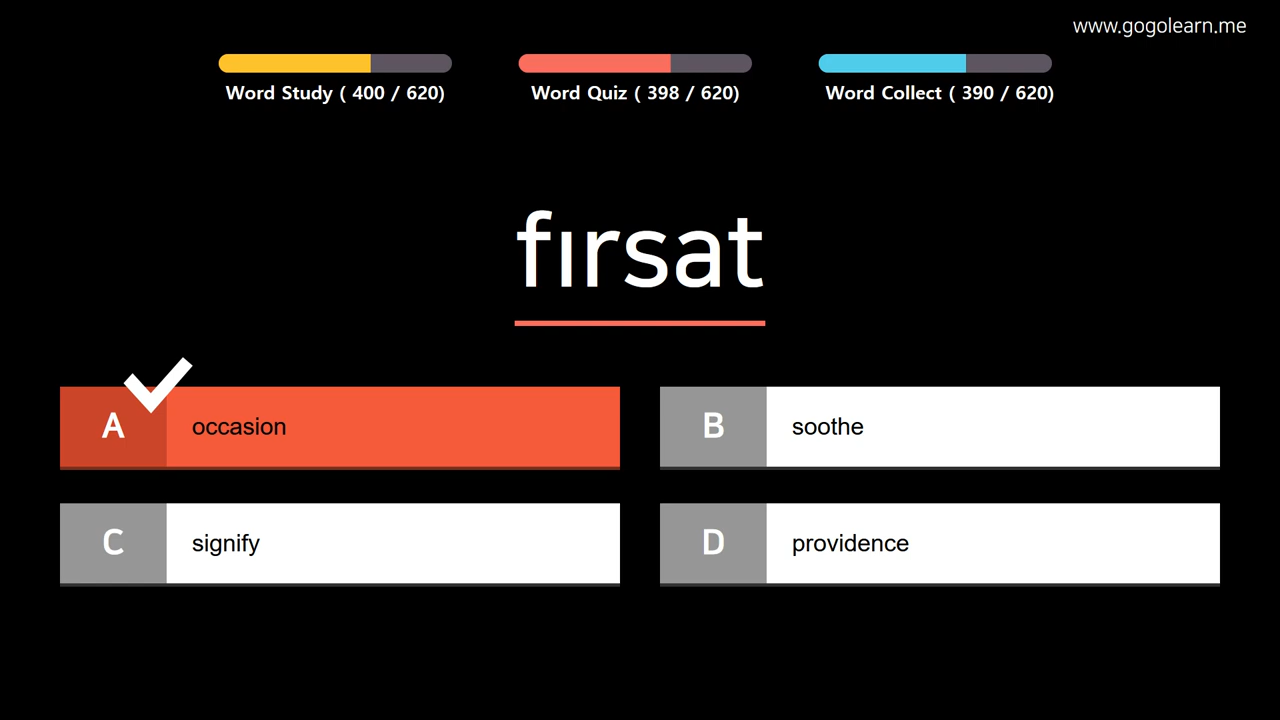 www.gogolearn.me
Word Study ( 400 / 620)
Word Quiz ( 398 / 620)
Word Collect ( 390 / 620)
fırsat
A occasion
B soothe
C signify
D providence